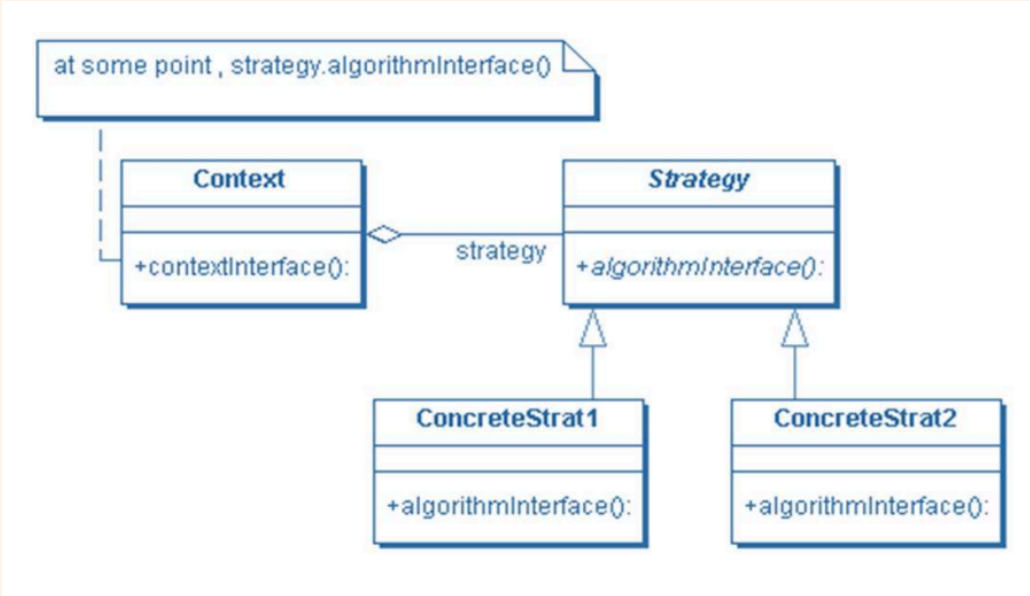 at some point , strategy.algorithmInterface()
Context
Strategy
+contextInterface():
strategy
+algorithmInterface():
ConcreteStrat1
ConcreteStrat2
+algorithmInterface():
+algorithmInterface():